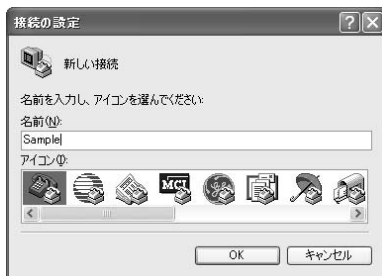 接続の設定
新しい接続
名前を入力し、アイコンを選んでください:
名前(N):
Sample
アイコン(I):
MCI
OK
キャンセル